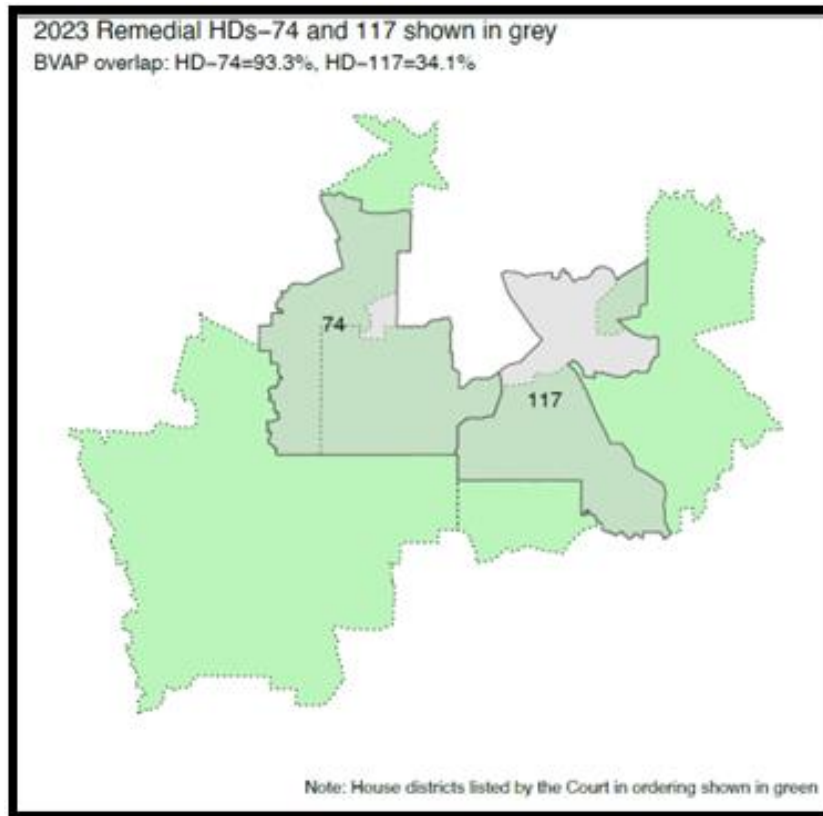 2023 Remedial HDs-74 and 117 shown in grey
BVAP overlap: HD-74=93.3%, HD-117=34.1%
74
117
Note: House districts listed by the Court in ordering shown in green